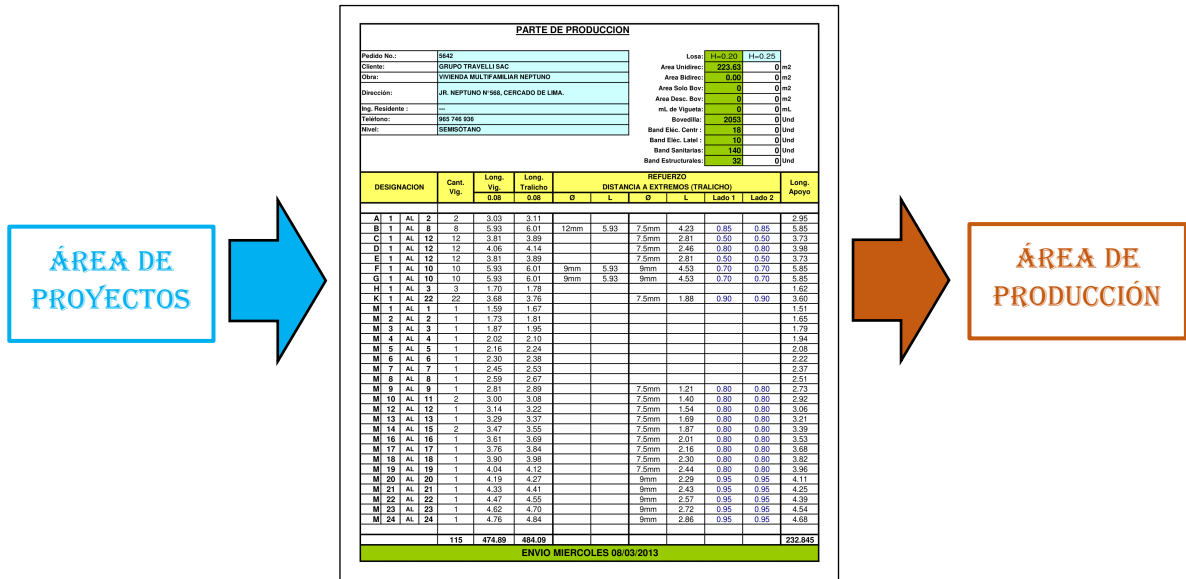 ÁREA DE
PROYECTOS
PARTE DE PRODUCCION
Pedido No.: 5642
Cliente: GRUPO TRAVELLI SAC
Obra: VIVIENDA MULTIFAMILIAR NEPTUNO
Dirección: JR. NEPTUNO N°568, CERCADO DE LIMA.
Ing. Residente : ---
Teléfono: 965 746 936
Nivel: SEMISÓTANO
Losa: H=0.20 H=0.25
Area Unidirec: 223.63 0 m2
Area Bidirec: 0.00 0 m2
Area Solo Bov: 0 0 m2
Area Desc. Bov: 0 0 m2
mL de Vigueta: 0 0 mL
Bovedilla: 2053 0 Und
Band Eléc. Centr : 18 0 Und
Band Eléc. Latel : 10 0 Und
Band Sanitarias: 140 0 Und
Band Estructurales: 32 0 Und
DESIGNACION Cant. Vig. Long. Vig. Long. Tralicho REFUERZO Long. Apoyo
DISTANCIA A EXTREMOS (TRALICHO)
0.08 0.08 Ø L Ø L Lado 1 Lado 2
A 1 AL 2 2 3.03 3.11 2.95
B 1 AL 8 8 5.93 6.01 12mm 5.93 7.5mm 4.23 0.85 0.85 5.85
C 1 AL 12 12 3.81 3.89 7.5mm 2.81 0.50 0.50 3.73
D 1 AL 12 12 4.06 4.14 7.5mm 2.46 0.80 0.80 3.98
E 1 AL 12 12 3.81 3.89 7.5mm 2.81 0.50 0.50 3.73
F 1 AL 10 10 5.93 6.01 9mm 5.93 9mm 4.53 0.70 0.70 5.85
G 1 AL 10 10 5.93 6.01 9mm 5.93 9mm 4.53 0.70 0.70 5.85
H 1 AL 3 3 1.70 1.78 1.62
K 1 AL 22 22 3.68 3.76 7.5mm 1.88 0.90 0.90 3.60
M 1 AL 1 1 1.59 1.67 1.51
M 2 AL 2 1 1.73 1.81 1.65
M 3 AL 3 1 1.87 1.95 1.79
M 4 AL 4 1 2.02 2.10 1.94
M 5 AL 5 1 2.16 2.24 2.08
M 6 AL 6 1 2.30 2.38 2.22
M 7 AL 7 1 2.45 2.53 2.37
M 8 AL 8 1 2.59 2.67 2.51
M 9 AL 9 1 2.81 2.89 7.5mm 1.21 0.80 0.80 2.73
M 10 AL 11 2 3.00 3.08 7.5mm 1.40 0.80 0.80 2.92
M 12 AL 12 1 3.14 3.22 7.5mm 1.54 0.80 0.80 3.06
M 13 AL 13 1 3.29 3.37 7.5mm 1.69 0.80 0.80 3.21
M 14 AL 15 2 3.47 3.55 7.5mm 1.87 0.80 0.80 3.39
M 16 AL 16 1 3.61 3.69 7.5mm 2.01 0.80 0.80 3.53
M 17 AL 17 1 3.76 3.84 7.5mm 2.16 0.80 0.80 3.68
M 18 AL 18 1 3.90 3.98 7.5mm 2.30 0.80 0.80 3.82
M 19 AL 19 1 4.04 4.12 7.5mm 2.44 0.80 0.80 3.96
M 20 AL 20 1 4.19 4.27 9mm 2.29 0.95 0.95 4.11
M 21 AL 21 1 4.33 4.41 9mm 2.43 0.95 0.95 4.25
M 22 AL 22 1 4.47 4.55 9mm 2.57 0.95 0.95 4.39
M 23 AL 23 1 4.62 4.70 9mm 2.72 0.95 0.95 4.54
M 24 AL 24 1 4.76 4.84 9mm 2.86 0.95 0.95 4.68
115 474.89 484.09 232.845
ENVIO MIERCOLES 08/03/2013
ÁREA DE
PRODUCCIÓN